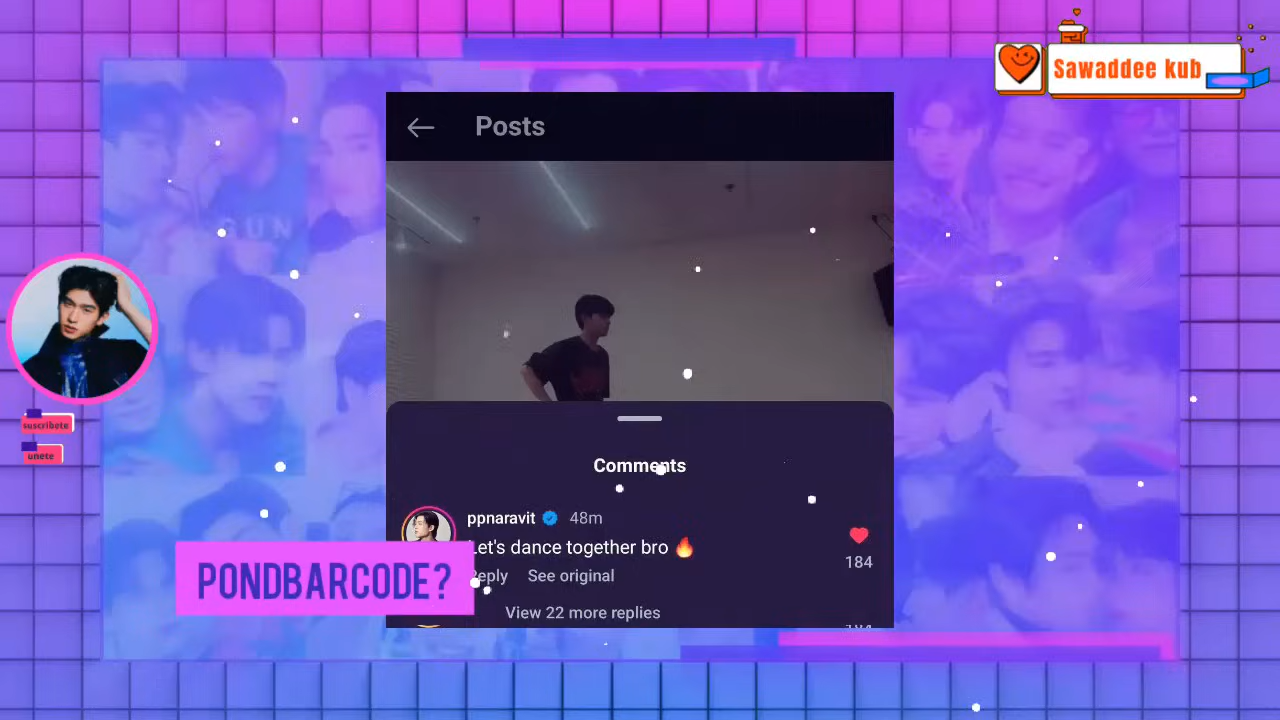 Sawaddee kub
Posts
SUN
suscribete
unete
Comments
ppnaravit 48m
Let's dance together bro 🔥
184
Reply See original
PONDBARCODE?
View 22 more replies